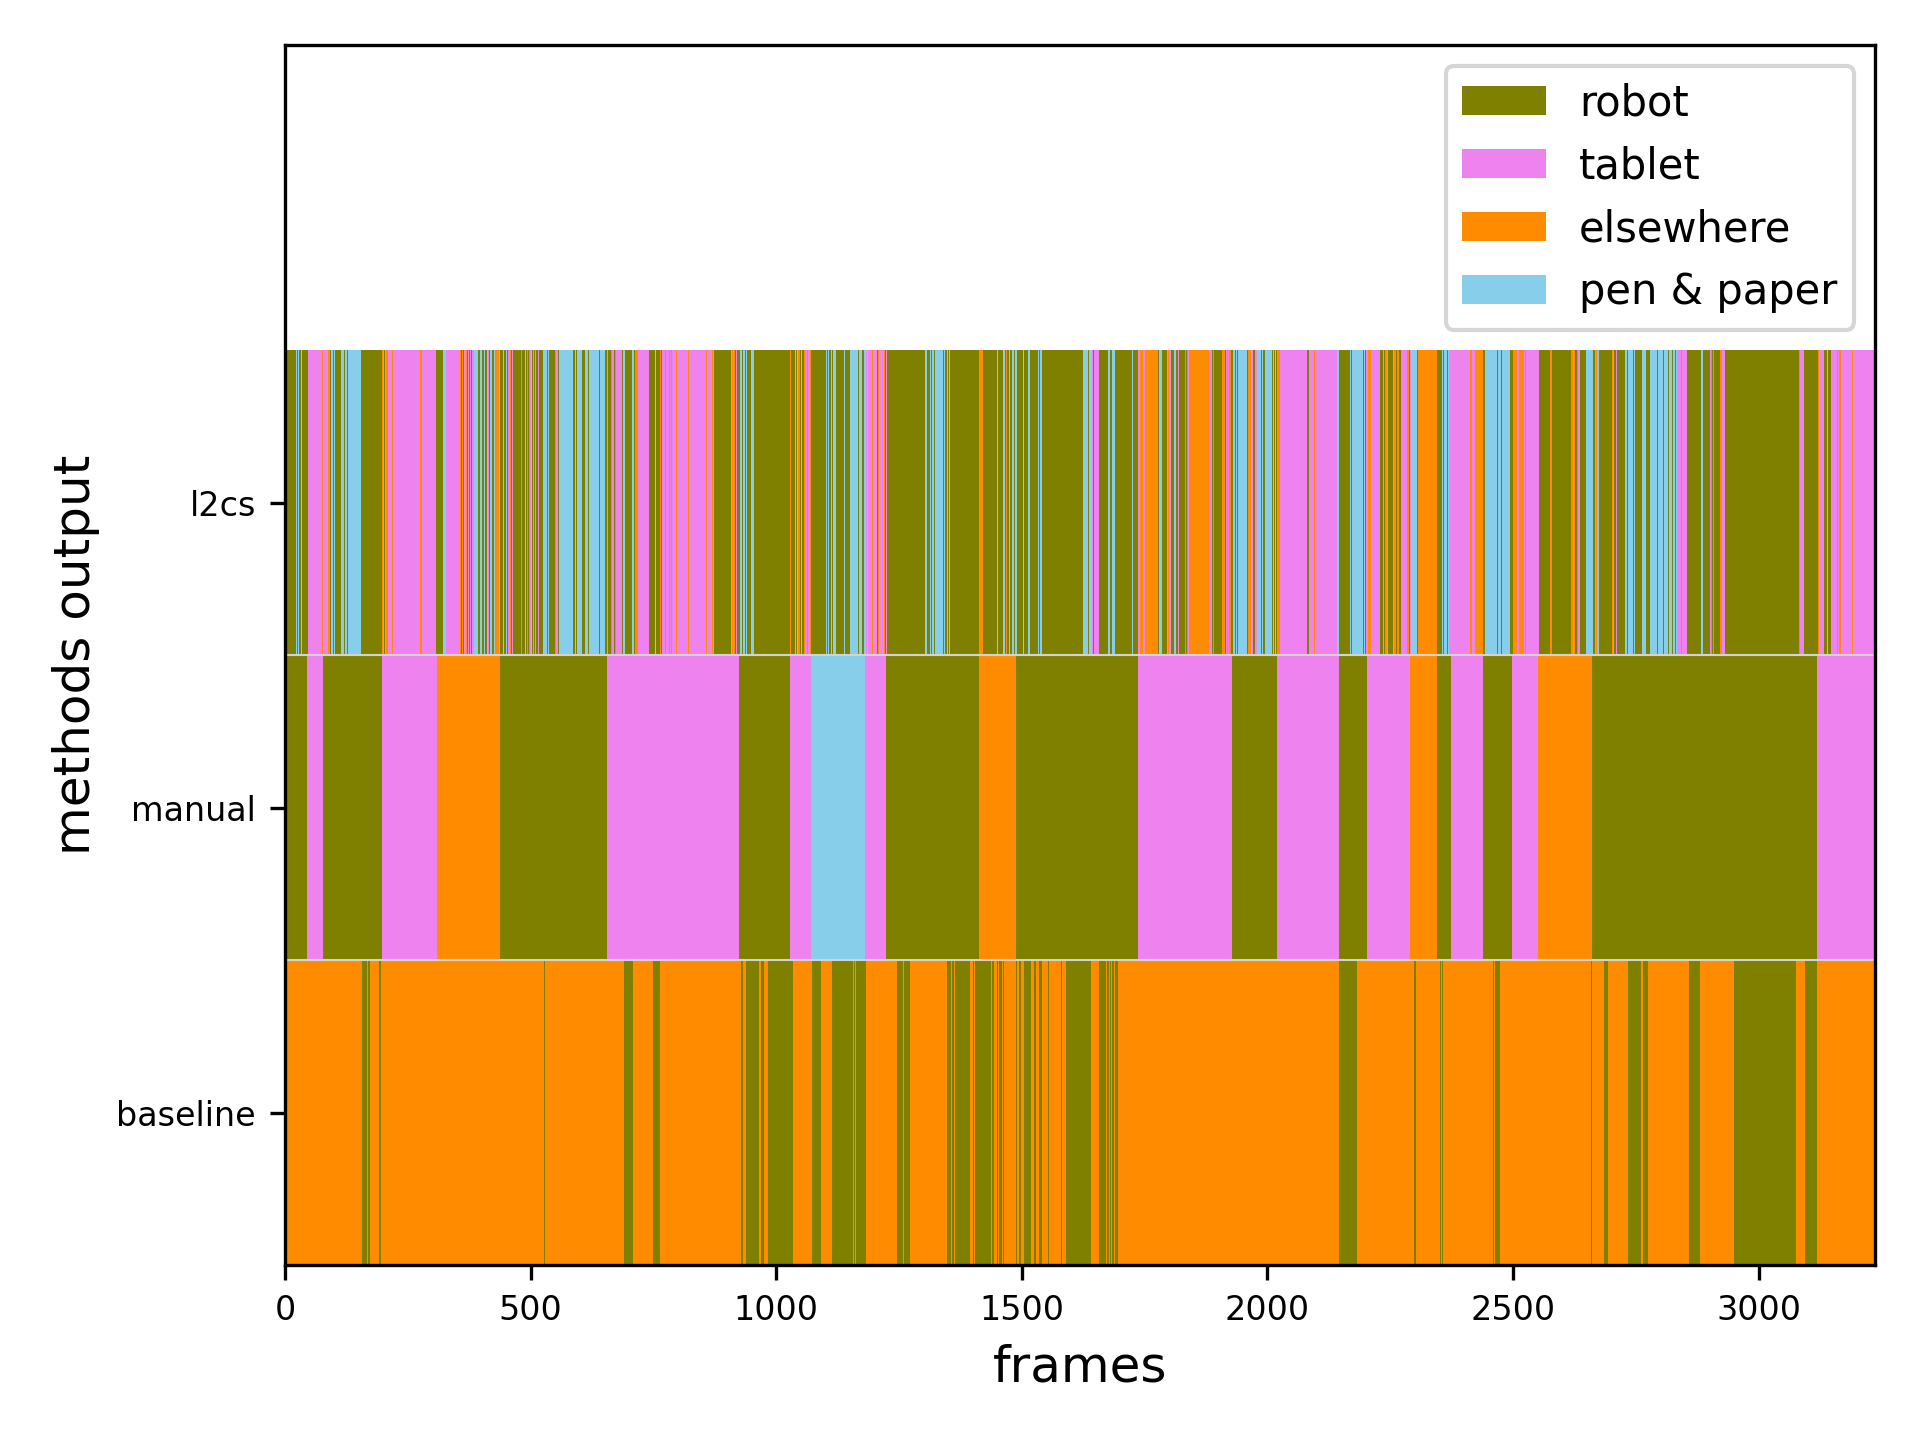 robot
tablet
elsewhere
pen & paper
methods output
l2cs
manual
baseline
0 500 1000 1500 2000 2500 3000
frames